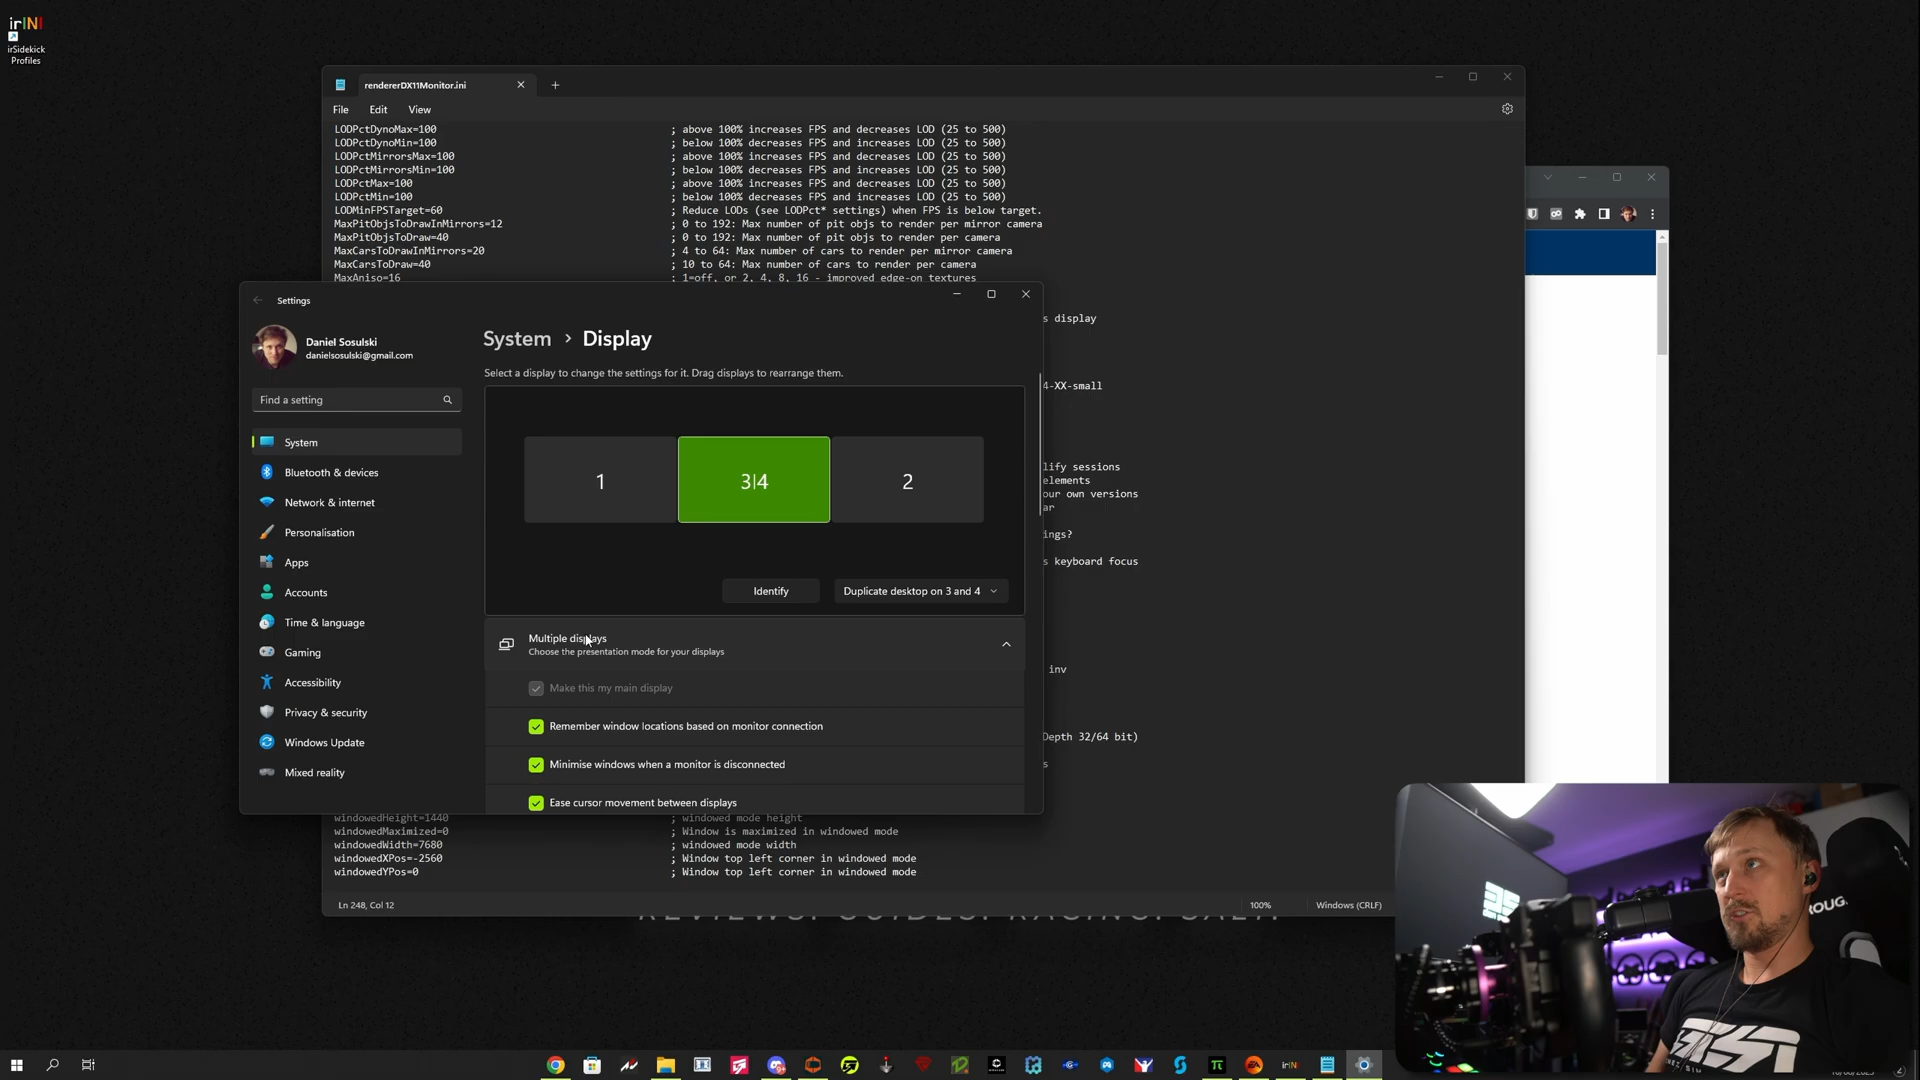 irINI
irSidekick
Profiles
rendererDX11Monitor.ini
File Edit View
LODPctDynoMax=100 ; above 100% increases FPS and decreases LOD (25 to 500)
LODPctDynoMin=100 ; below 100% decreases FPS and increases LOD (25 to 500)
LODPctMirrorsMax=100 ; above 100% increases FPS and decreases LOD (25 to 500)
LODPctMirrorsMin=100 ; below 100% decreases FPS and increases LOD (25 to 500)
LODPctMax=100 ; above 100% increases FPS and decreases LOD (25 to 500)
LODPctMin=100 ; below 100% decreases FPS and increases LOD (25 to 500)
LODMinFPSTarget=60 ; Reduce LODs (see LODPct* settings) when FPS is below target.
MaxPitObjsToDrawInMirrors=12 ; 0 to 192: Max number of pit objs to render per mirror camera
MaxPitObjsToDraw=40 ; 0 to 192: Max number of pit objs to render per camera
MaxCarsToDrawInMirrors=20 ; 4 to 64: Max number of cars to render per mirror camera
MaxCarsToDraw=40 ; 10 to 64: Max number of cars to render per camera
MaxAniso=16 ; 1=off, or 2, 4, 8, 16 - improved edge-on textures
s display
4-XX-small
lify sessions
elements
our own versions
ar
ings?
s keyboard focus
inv
Depth 32/64 bit)
s
Settings
Daniel Sosulski
danielsosulski@gmail.com
Find a setting
System
Bluetooth & devices
Network & internet
Personalisation
Apps
Accounts
Time & language
Gaming
Accessibility
Privacy & security
Windows Update
Mixed reality
System > Display
Select a display to change the settings for it. Drag displays to rearrange them.
1 3|4 2
Identify Duplicate desktop on 3 and 4
Multiple displays
Choose the presentation mode for your displays
Make this my main display
Remember window locations based on monitor connection
Minimise windows when a monitor is disconnected
Ease cursor movement between displays
windowedHeight=1440 ; windowed mode height
windowedMaximized=0 ; Window is maximized in windowed mode
windowedWidth=7680 ; windowed mode width
windowedXPos=-2560 ; Window top left corner in windowed mode
windowedYPos=0 ; Window top left corner in windowed mode
Ln 248, Col 12 100% Windows (CRLF)
REVIEWS. GUIDES. RACING. SALT.